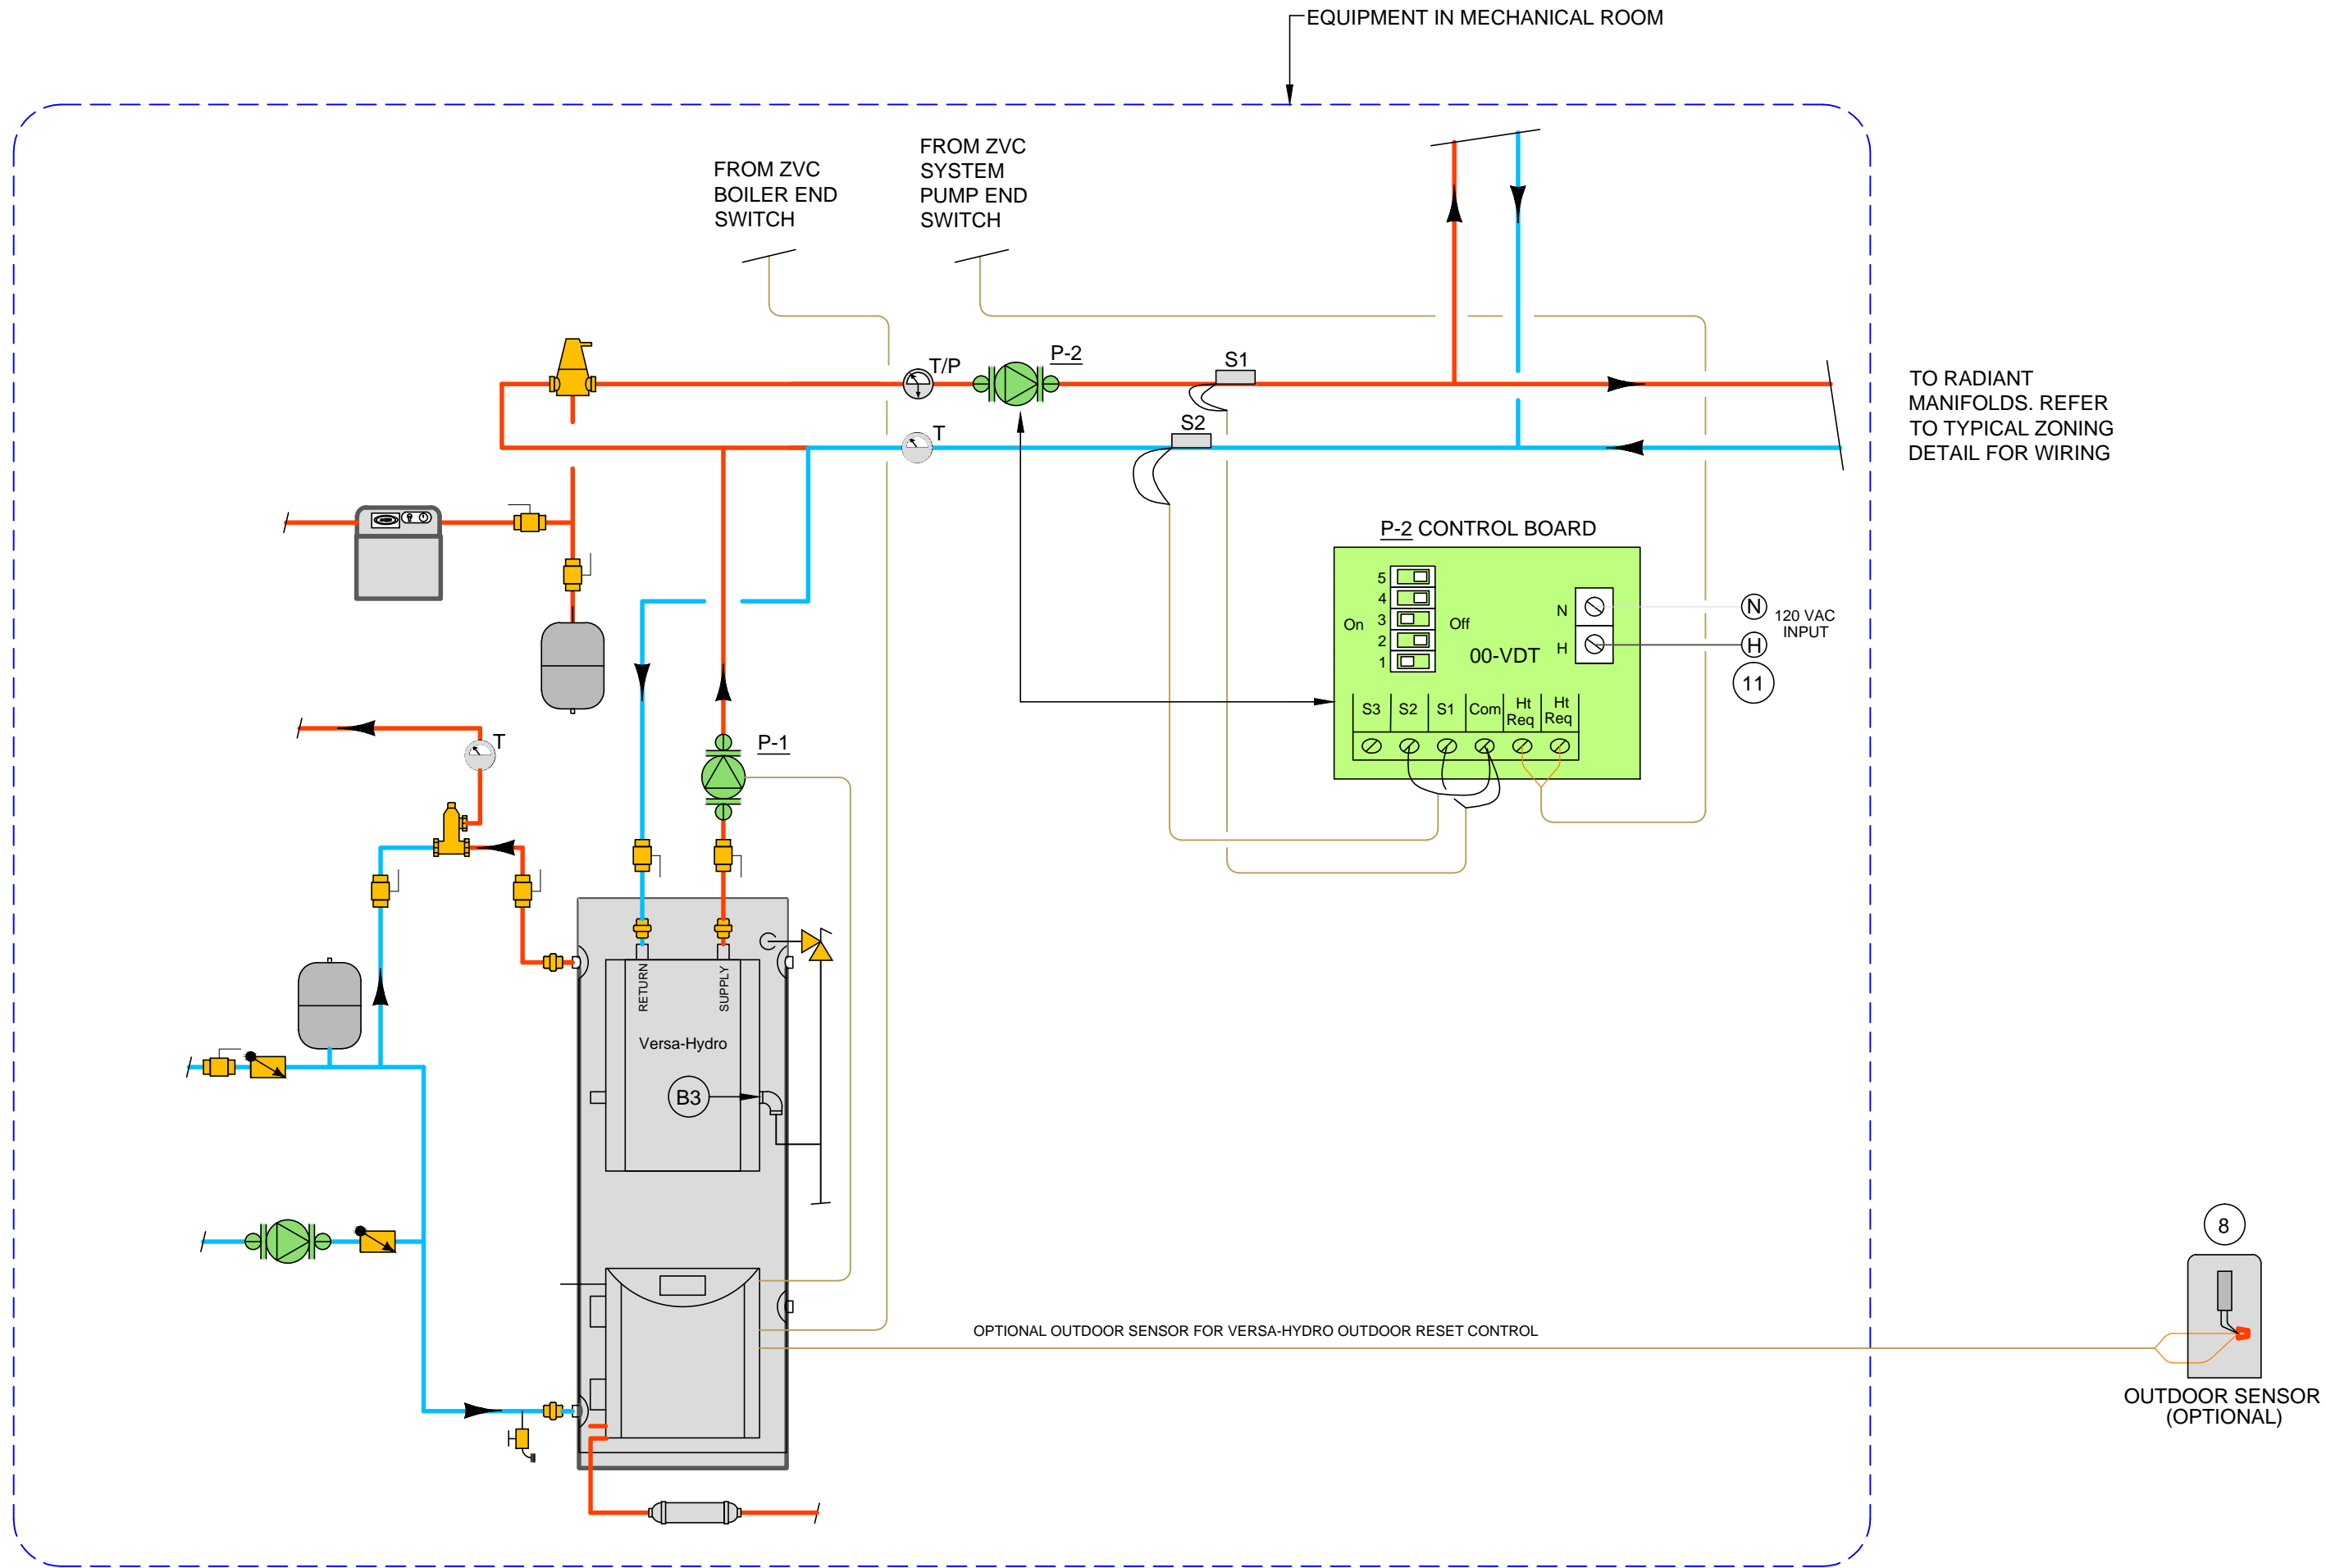 EQUIPMENT IN MECHANICAL ROOM
FROM ZVC
BOILER END
SWITCH
FROM ZVC
SYSTEM
PUMP END
SWITCH
T/P
P-2
S1
T
S2
TO RADIANT
MANIFOLDS. REFER
TO TYPICAL ZONING
DETAIL FOR WIRING
P-2 CONTROL BOARD
5
4
On 3 Off
2
1
00-VDT
N
H
N
H
120 VAC
INPUT
11
S3 S2 S1 Com Ht Req Ht Req
T
P-1
RETURN
SUPPLY
Versa-Hydro
B3
OPTIONAL OUTDOOR SENSOR FOR VERSA-HYDRO OUTDOOR RESET CONTROL
8
OUTDOOR SENSOR
(OPTIONAL)